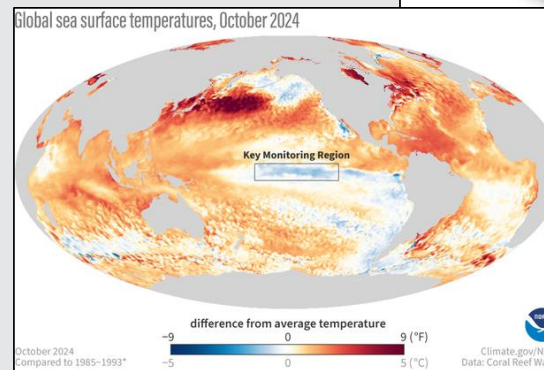 Global sea surface temperatures, October 2024
Key Monitoring Region
difference from average temperature
−9 0 9 (°F)
−5 0 5 (°C)
October 2024
Compared to 1985–1993*
Climate.gov/N
Data: Coral Reef Wa